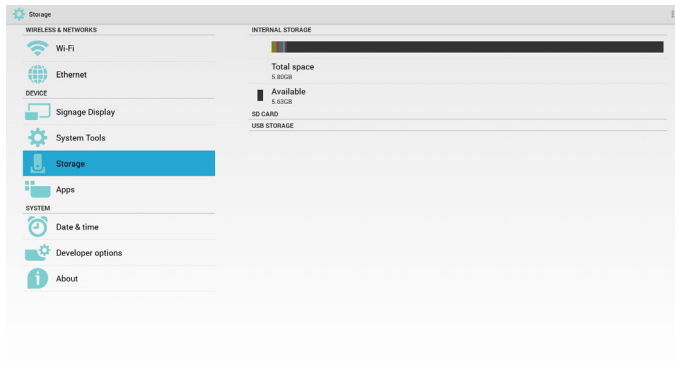 Storage
WIRELESS & NETWORKS
Wi-Fi
Ethernet
DEVICE
Signage Display
System Tools
Storage
Apps
SYSTEM
Date & time
Developer options
About
INTERNAL STORAGE
Total space
5.80GB
Available
5.63GB
SD CARD
USB STORAGE